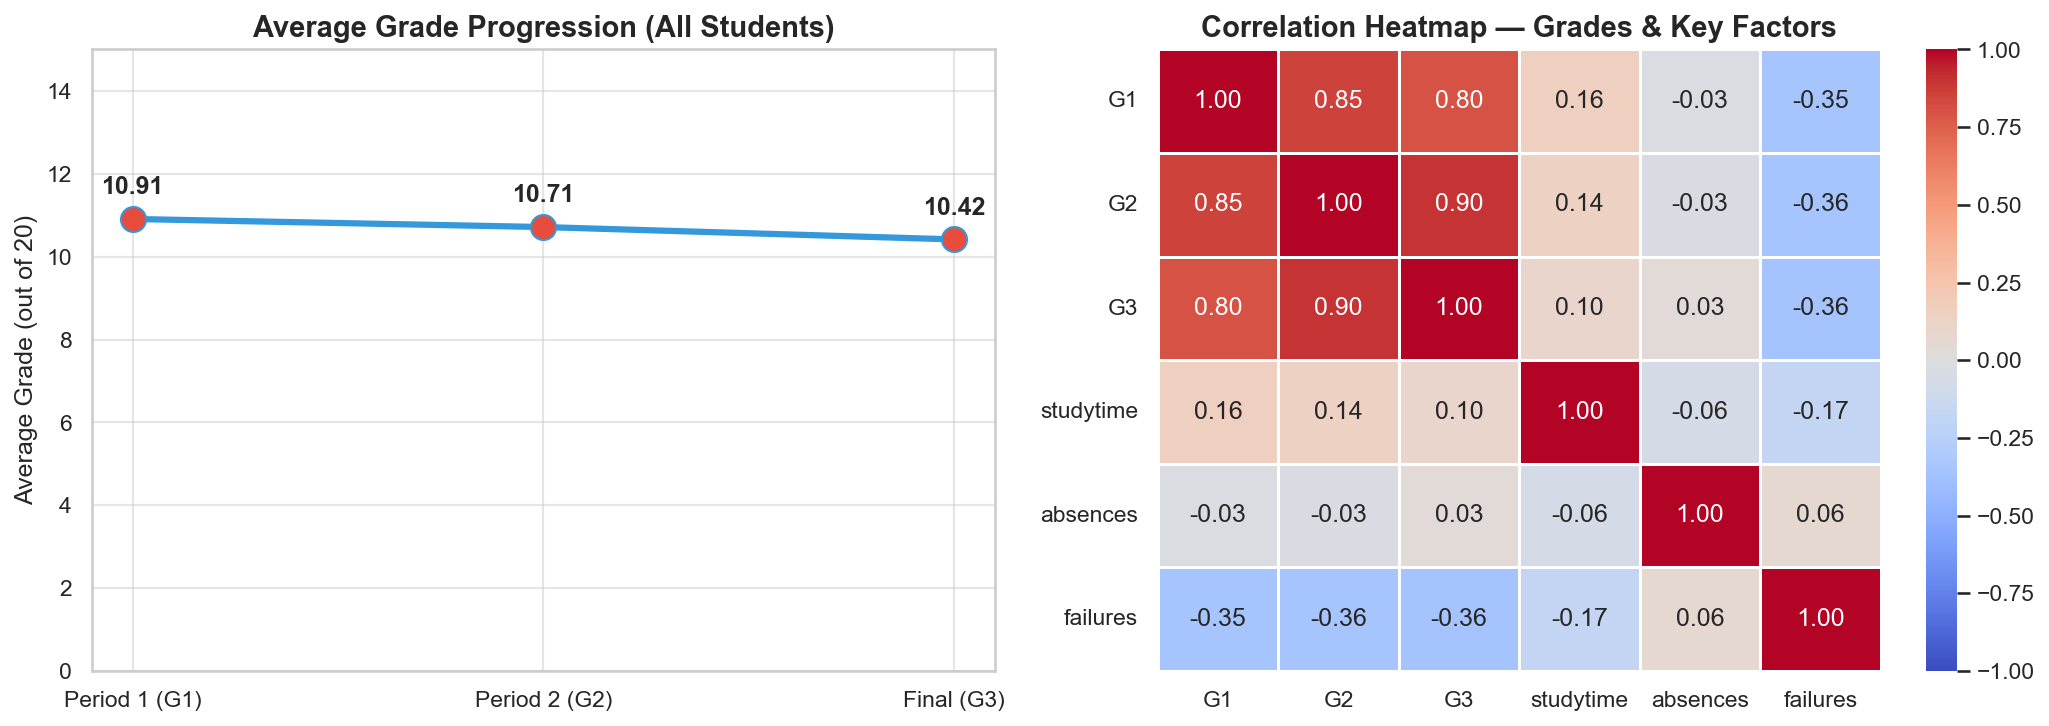 Average Grade Progression (All Students)
Average Grade (out of 20)
14
12
10
8
6
4
2
0
10.91
10.71
10.42
Period 1 (G1) Period 2 (G2) Final (G3)
Correlation Heatmap — Grades & Key Factors
G1 1.00 0.85 0.80 0.16 -0.03 -0.35
G2 0.85 1.00 0.90 0.14 -0.03 -0.36
G3 0.80 0.90 1.00 0.10 0.03 -0.36
studytime 0.16 0.14 0.10 1.00 -0.06 -0.17
absences -0.03 -0.03 0.03 -0.06 1.00 0.06
failures -0.35 -0.36 -0.36 -0.17 0.06 1.00
G1 G2 G3 studytime absences failures
1.00
0.75
0.50
0.25
0.00
−0.25
−0.50
−0.75
−1.00